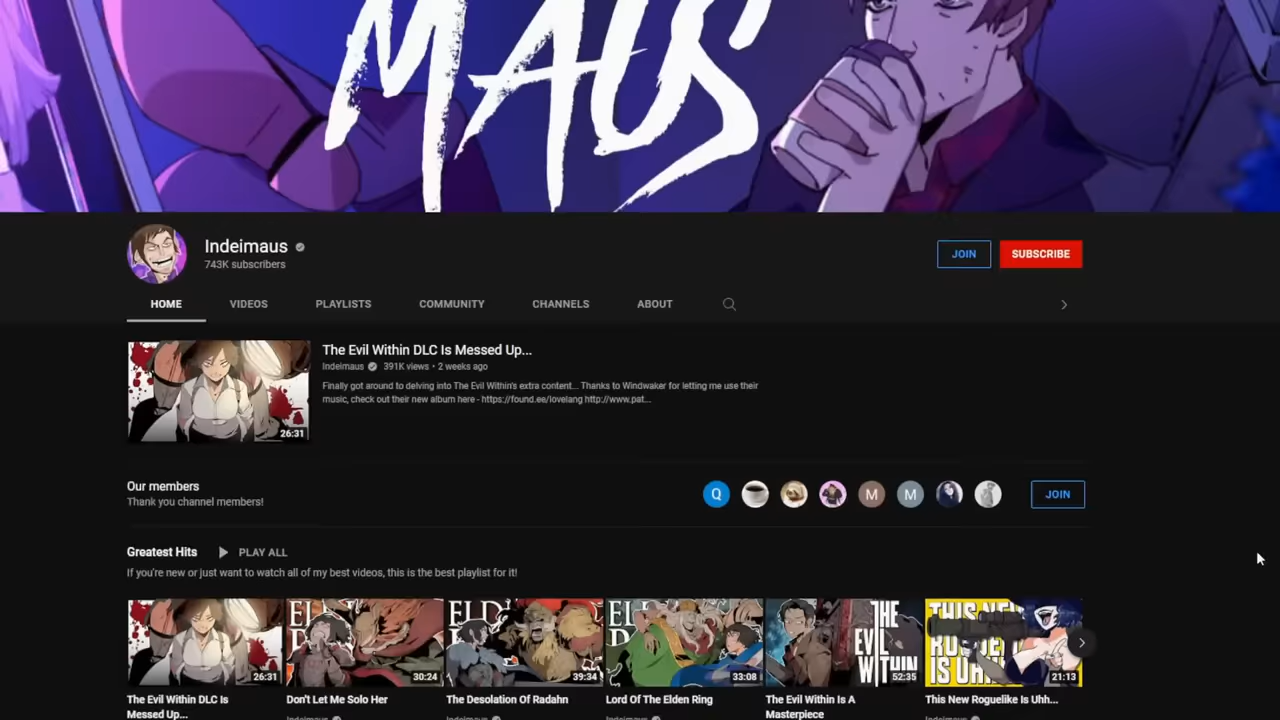 MAUS
Indeimaus
743K subscribers
JOIN
SUBSCRIBE
HOME
VIDEOS
PLAYLISTS
COMMUNITY
CHANNELS
ABOUT
The Evil Within DLC Is Messed Up...
Indeimaus 391K views • 2 weeks ago
Finally got around to delving into The Evil Within's extra content... Thanks to Windwaker for letting me use their
music, check out their new album here - https://found.ee/lovelang http://www.pat...
26:31
Our members
Thank you channel members!
Q
M
M
JOIN
Greatest Hits
PLAY ALL
If you're new or just want to watch all of my best videos, this is the best playlist for it!
26:31
ELD
30:24
ELD
39:34
ELD
33:08
THE
EVIL
WITHIN
52:35
THIS NEW
IS UHH
21:13
The Evil Within DLC Is
Messed Up...
Don't Let Me Solo Her
The Desolation Of Radahn
Lord Of The Elden Ring
The Evil Within Is A
Masterpiece
This New Roguelike Is Uhh...